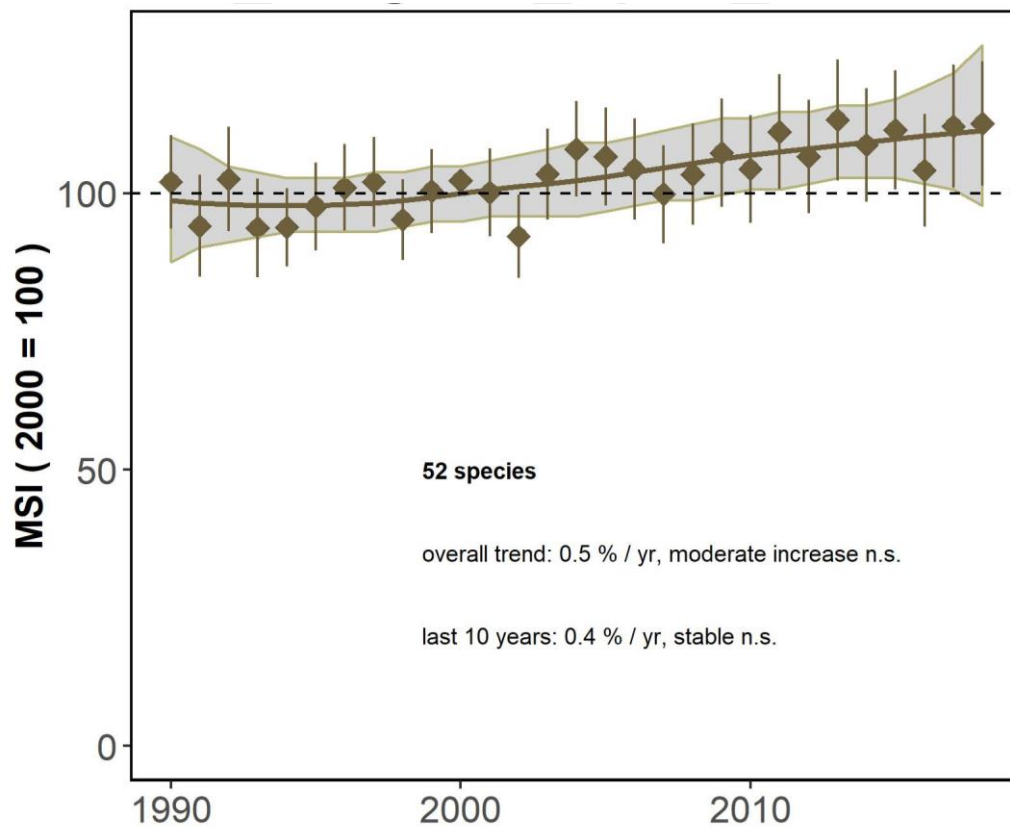 MSI ( 2000 = 100 )
100
50
0
52 species
overall trend: 0.5 % / yr, moderate increase n.s.
last 10 years: 0.4 % / yr, stable n.s.
1990
2000
2010